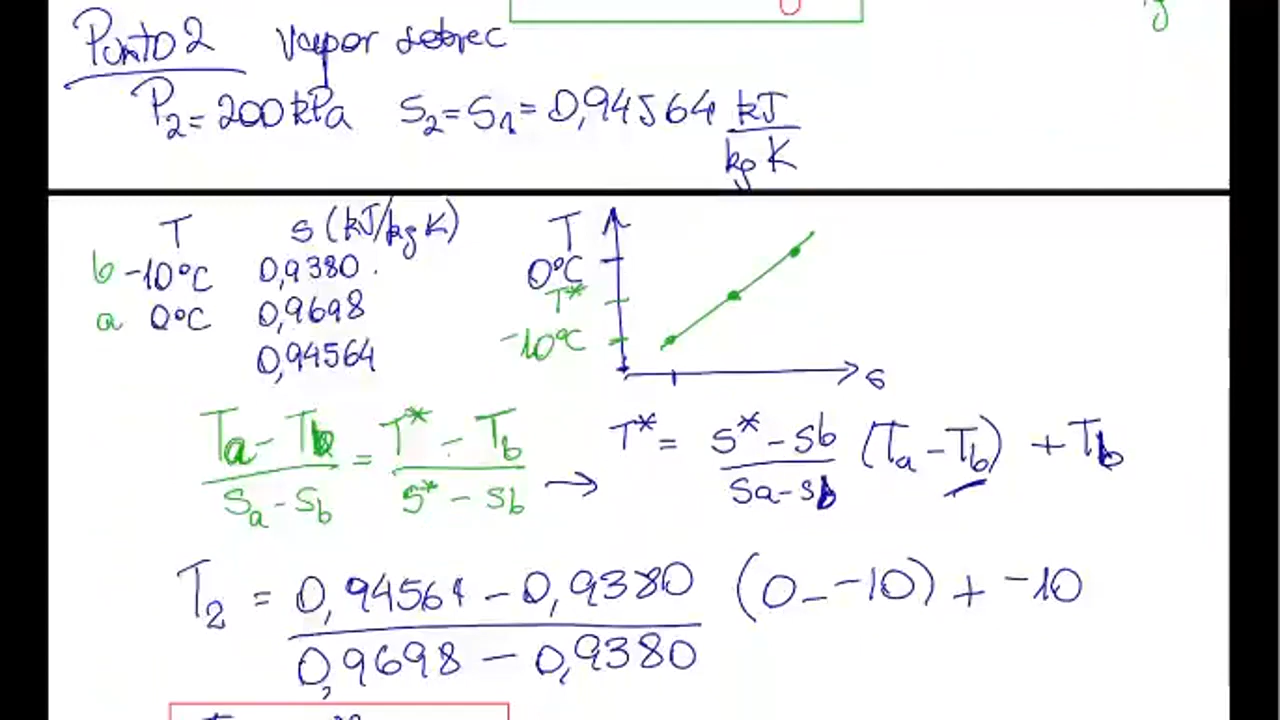 Punto 2 Vapor sobrec
P₂ = 200 kPa S₂ = S₁ = 0,94564 kJ/kg K
T s (kJ/kg K)
b -10°C 0,9380
a 0°C 0,9698
0,94564
T
0°C
T*
-10°C
s
(Ta - Tb)/(Sa - Sb) = (T* - Tb)/(S* - Sb) → T* = (S* - Sb)/(Sa - Sb) (Ta - Tb) + Tb
T₂ = (0,94564 - 0,9380)/(0,9698 - 0,9380) (0 - -10) + -10